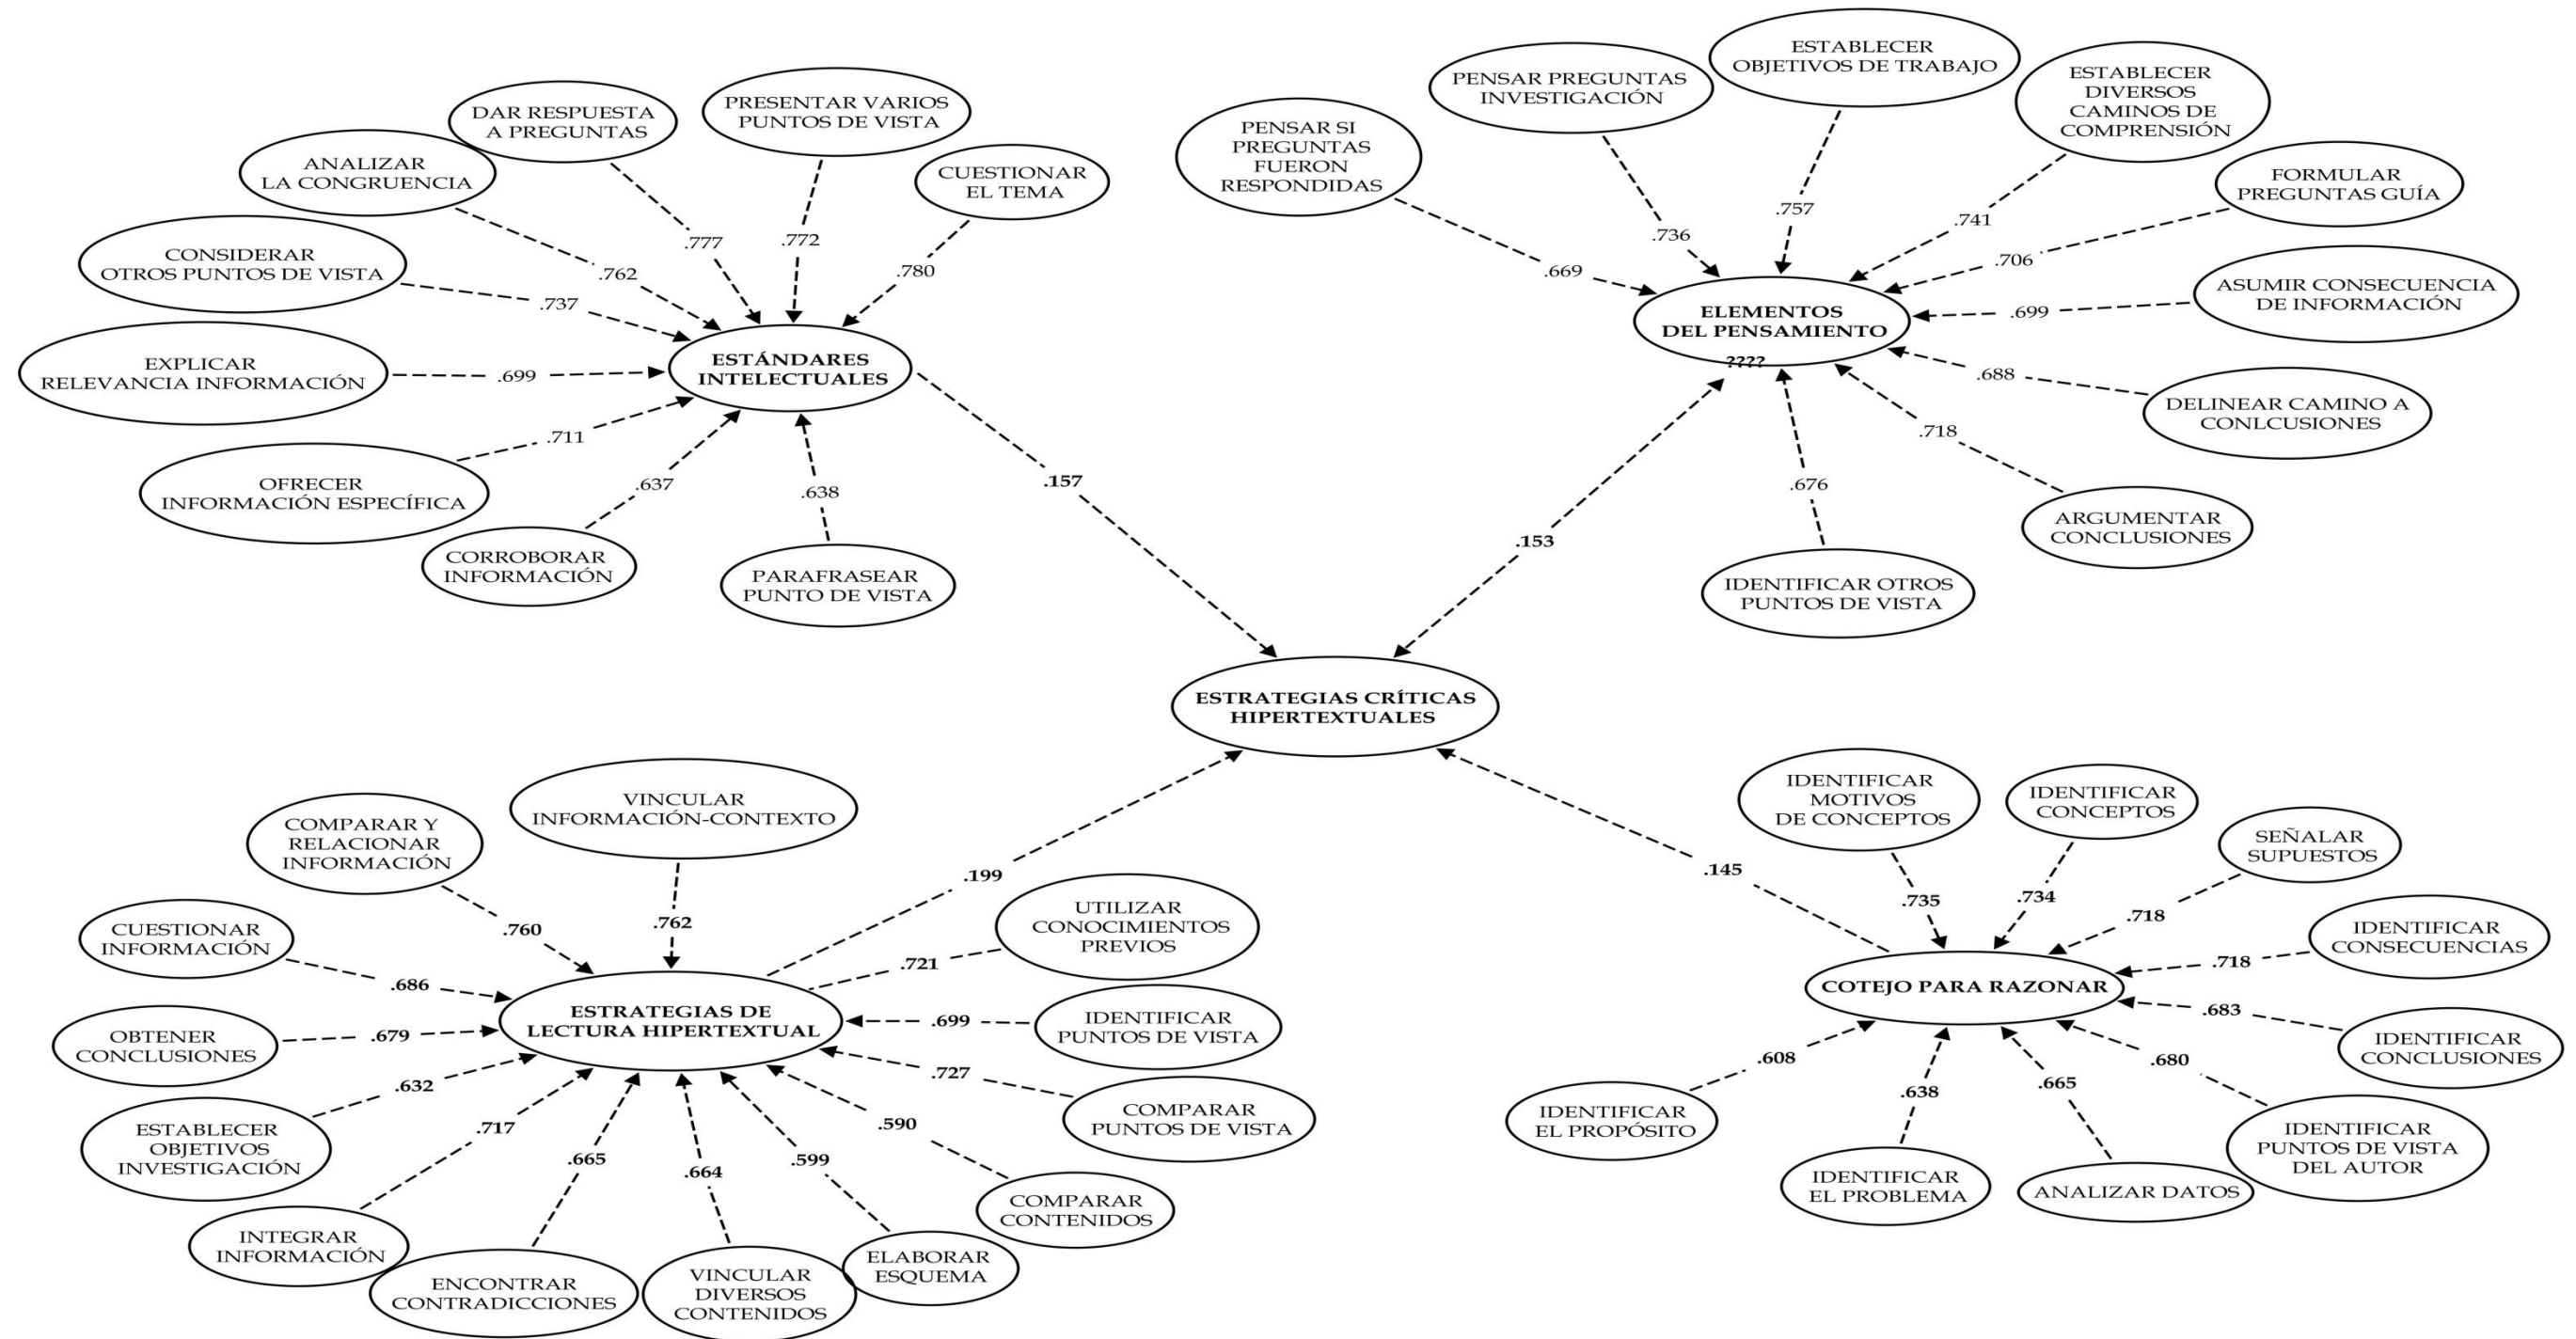 PRESENTAR VARIOS
PUNTOS DE VISTA
DAR RESPUESTA
A PREGUNTAS
ANALIZAR
LA CONGRUENCIA
CUESTIONAR
EL TEMA
CONSIDERAR
OTROS PUNTOS DE VISTA
EXPLICAR
RELEVANCIA INFORMACIÓN
OFRECER
INFORMACIÓN ESPECÍFICA
CORROBORAR
INFORMACIÓN
PARAFRASEAR
PUNTO DE VISTA
.777
.772
.780
.762
.737
.699
.711
.637
.638
ESTÁNDARES
INTELECTUALES
.157
ESTABLECER
OBJETIVOS DE TRABAJO
PENSAR PREGUNTAS
INVESTIGACIÓN
PENSAR SI
PREGUNTAS
FUERON
RESPONDIDAS
ESTABLECER
DIVERSOS
CAMINOS DE
COMPRENSIÓN
FORMULAR
PREGUNTAS GUÍA
ASUMIR CONSECUENCIA
DE INFORMACIÓN
DELINEAR CAMINO A
CONLCUSIONES
ARGUMENTAR
CONCLUSIONES
IDENTIFICAR OTROS
PUNTOS DE VISTA
.669
.736
.757
.741
.706
.699
.688
.718
.676
ELEMENTOS
DEL PENSAMIENTO
????
.153
ESTRATEGIAS CRÍTICAS
HIPERTEXTUALES
VINCULAR
INFORMACIÓN-CONTEXTO
COMPARAR Y
RELACIONAR
INFORMACIÓN
CUESTIONAR
INFORMACIÓN
OBTENER
CONCLUSIONES
ESTABLECER
OBJETIVOS
INVESTIGACIÓN
INTEGRAR
INFORMACIÓN
ENCONTRAR
CONTRADICCIONES
VINCULAR
DIVERSOS
CONTENIDOS
ELABORAR
ESQUEMA
COMPARAR
CONTENIDOS
COMPARAR
PUNTOS DE VISTA
IDENTIFICAR
PUNTOS DE VISTA
UTILIZAR
CONOCIMIENTOS
PREVIOS
.762
.760
.686
.679
.632
.717
.665
.664
.599
.590
.727
.699
.721
ESTRATEGIAS DE
LECTURA HIPERTEXTUAL
.199
IDENTIFICAR
MOTIVOS
DE CONCEPTOS
IDENTIFICAR
CONCEPTOS
SEÑALAR
SUPUESTOS
IDENTIFICAR
CONSECUENCIAS
IDENTIFICAR
CONCLUSIONES
IDENTIFICAR
PUNTOS DE VISTA
DEL AUTOR
ANALIZAR DATOS
IDENTIFICAR
EL PROBLEMA
IDENTIFICAR
EL PROPÓSITO
.735
.734
.718
.718
.683
.680
.665
.638
.608
COTEJO PARA RAZONAR
.145